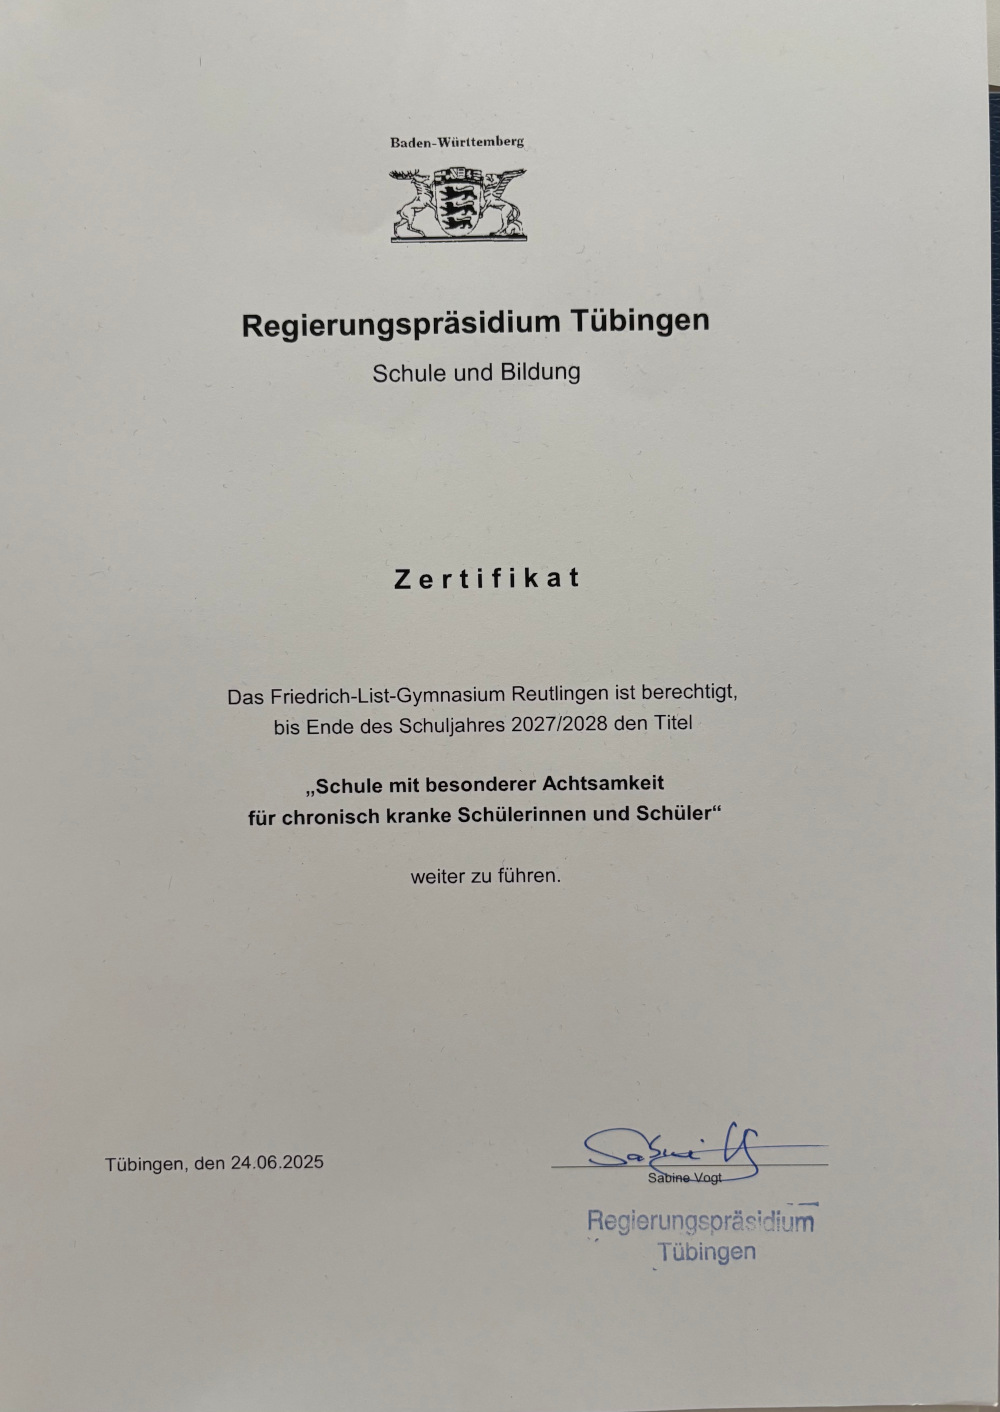 Baden-Württemberg
Regierungspräsidium Tübingen
Schule und Bildung
Zertifikat
Das Friedrich-List-Gymnasium Reutlingen ist berechtigt,
bis Ende des Schuljahres 2027/2028 den Titel
„Schule mit besonderer Achtsamkeit
für chronisch kranke Schülerinnen und Schüler“
weiter zu führen.
Tübingen, den 24.06.2025
Sabine Vogt
Regierungspräsidium
Tübingen